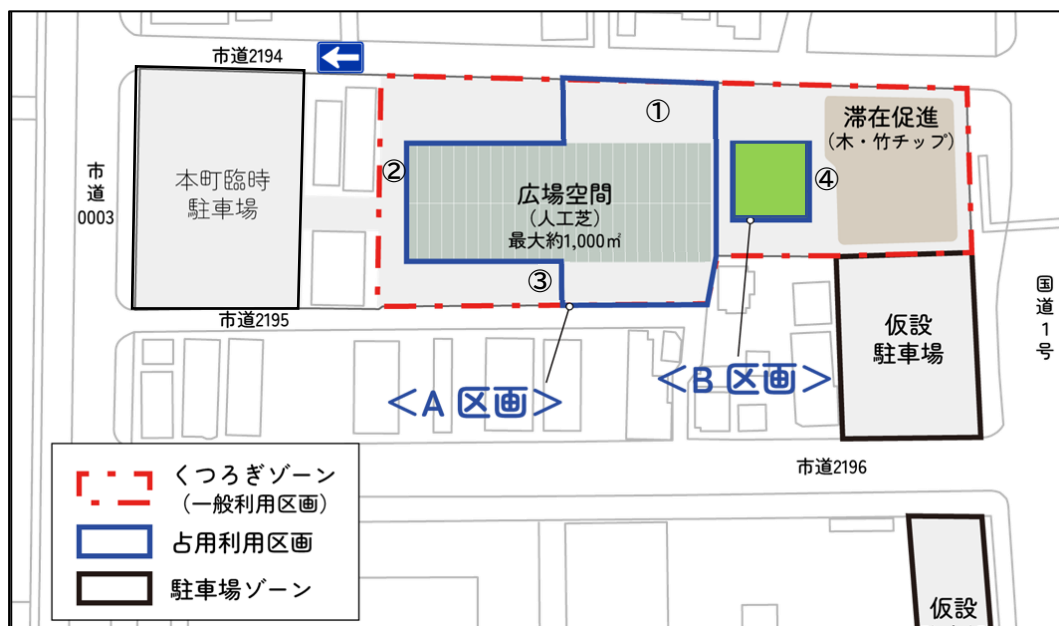 市道2194
①
滞在促進
（木・竹チップ）
②
④
市道
0003
本町臨時
駐車場
広場空間
（人工芝）
最大約1,000㎡
③
国道1号
市道2195
仮設
駐車場
＜A 区画＞
＜B 区画＞
市道2196
くつろぎゾーン
（一般利用区画）
占用利用区画
駐車場ゾーン
仮設